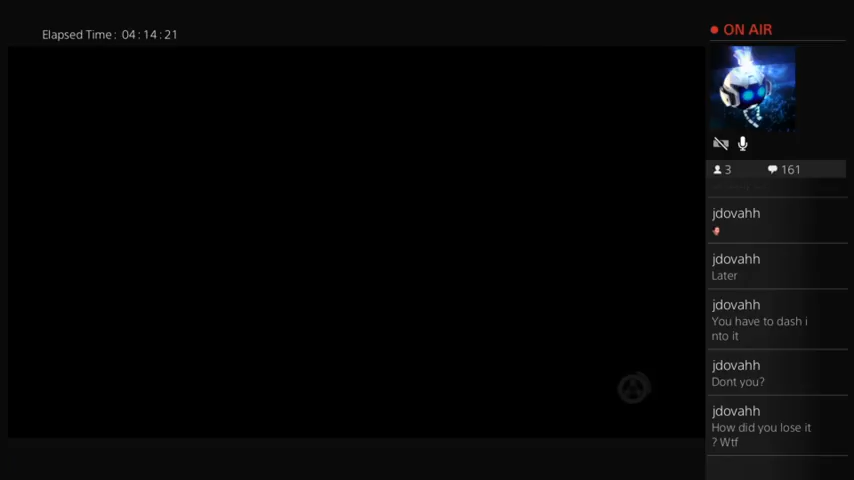 Elapsed Time: 04:14:21
ON AIR
3
161
jdovahh
jdovahh
Later
jdovahh
You have to dash i
nto it
jdovahh
Dont you?
jdovahh
How did you lose it
? Wtf